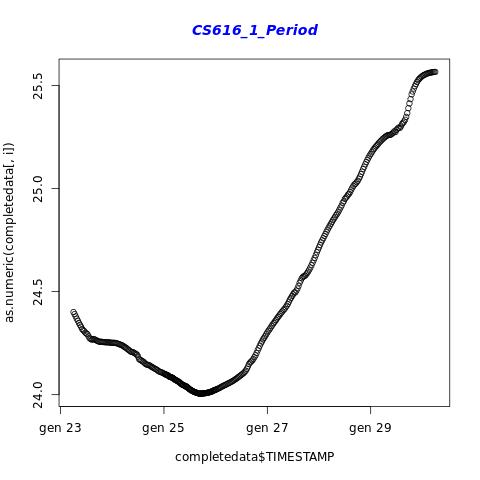 CS616_1_Period
as.numeric(completedata[, i])
25.5
25.0
24.5
24.0
gen 23
gen 25
gen 27
gen 29
completedata$TIMESTAMP